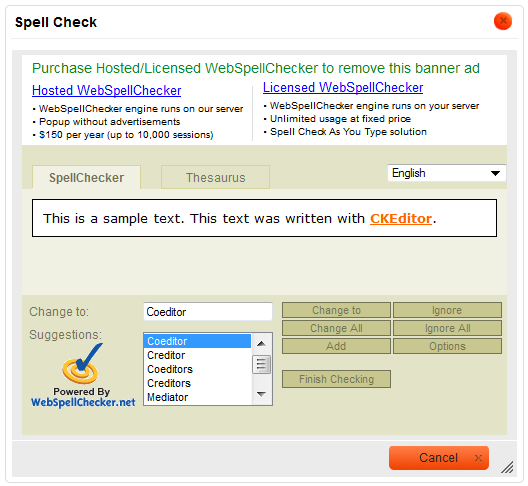 Spell Check
Purchase Hosted/Licensed WebSpellChecker to remove this banner ad
Hosted WebSpellChecker
• WebSpellChecker engine runs on our server
• Popup without advertisements
• $150 per year (up to 10,000 sessions)
Licensed WebSpellChecker
• WebSpellChecker engine runs on your server
• Unlimited usage at fixed price
• Spell Check As You Type solution
SpellChecker
Thesaurus
English
This is a sample text. This text was written with CKEditor.
Change to:
Coeditor
Suggestions:
Coeditor
Creditor
Coeditors
Creditors
Mediator
Powered By
WebSpellChecker.net
Change to
Ignore
Change All
Ignore All
Add
Options
Finish Checking
Cancel